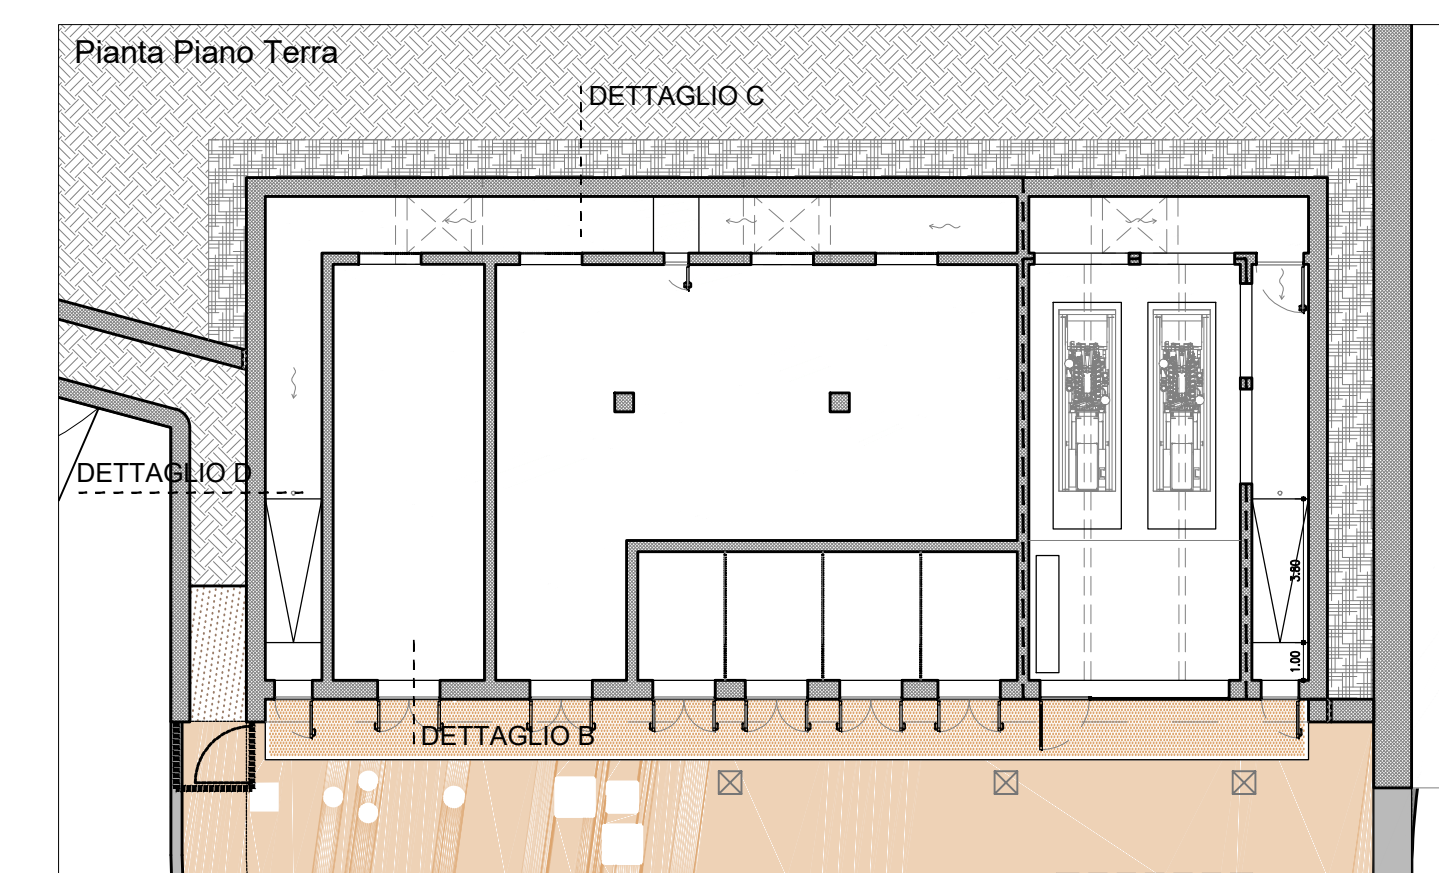 Pianta Piano Terra
DETTAGLIO C
DETTAGLIO D
3.80
1.00
DETTAGLIO B